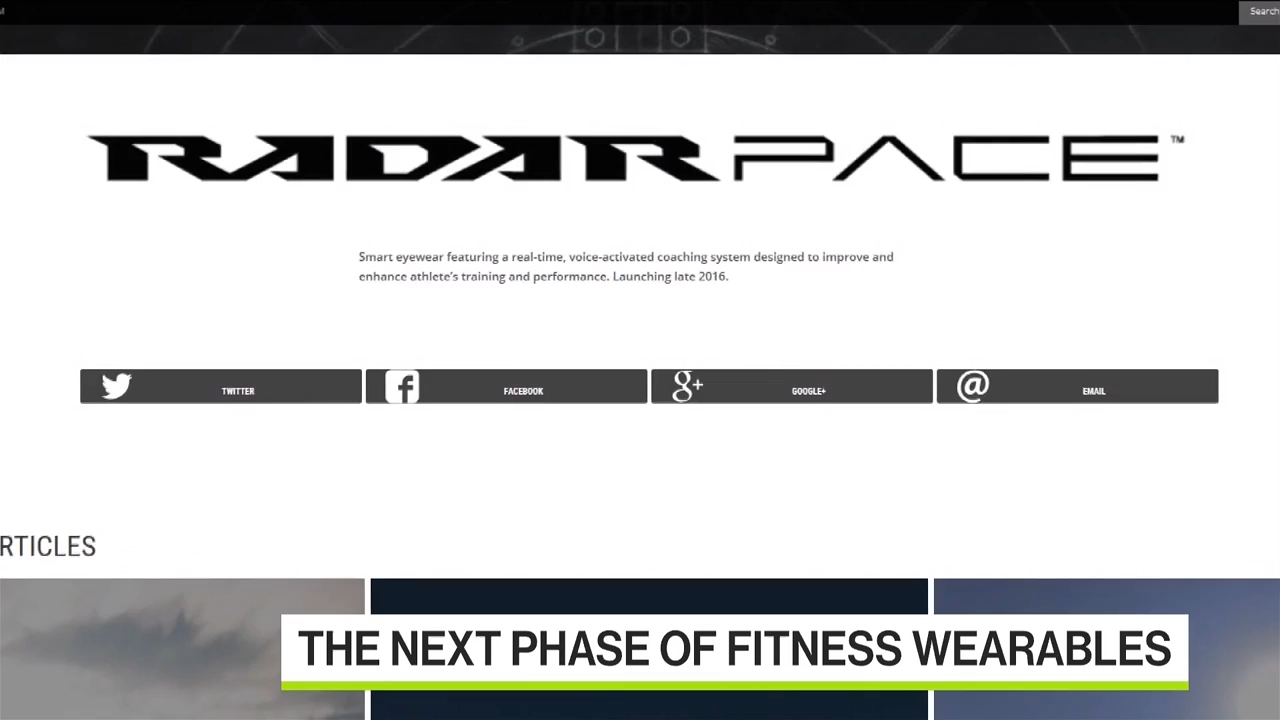 M
Search
RADARPACE™
Smart eyewear featuring a real-time, voice-activated coaching system designed to improve and
enhance athlete's training and performance. Launching late 2016.
TWITTER
FACEBOOK
g+
GOOGLE+
@
EMAIL
RTICLES
THE NEXT PHASE OF FITNESS WEARABLES